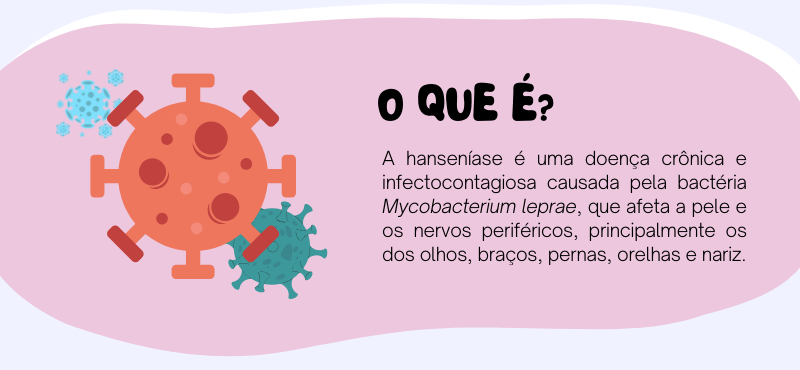 O QUE É?
A hanseníase é uma doença crônica e
infectocontagiosa causada pela bactéria
Mycobacterium leprae, que afeta a pele e
os nervos periféricos, principalmente os
dos olhos, braços, pernas, orelhas e nariz.